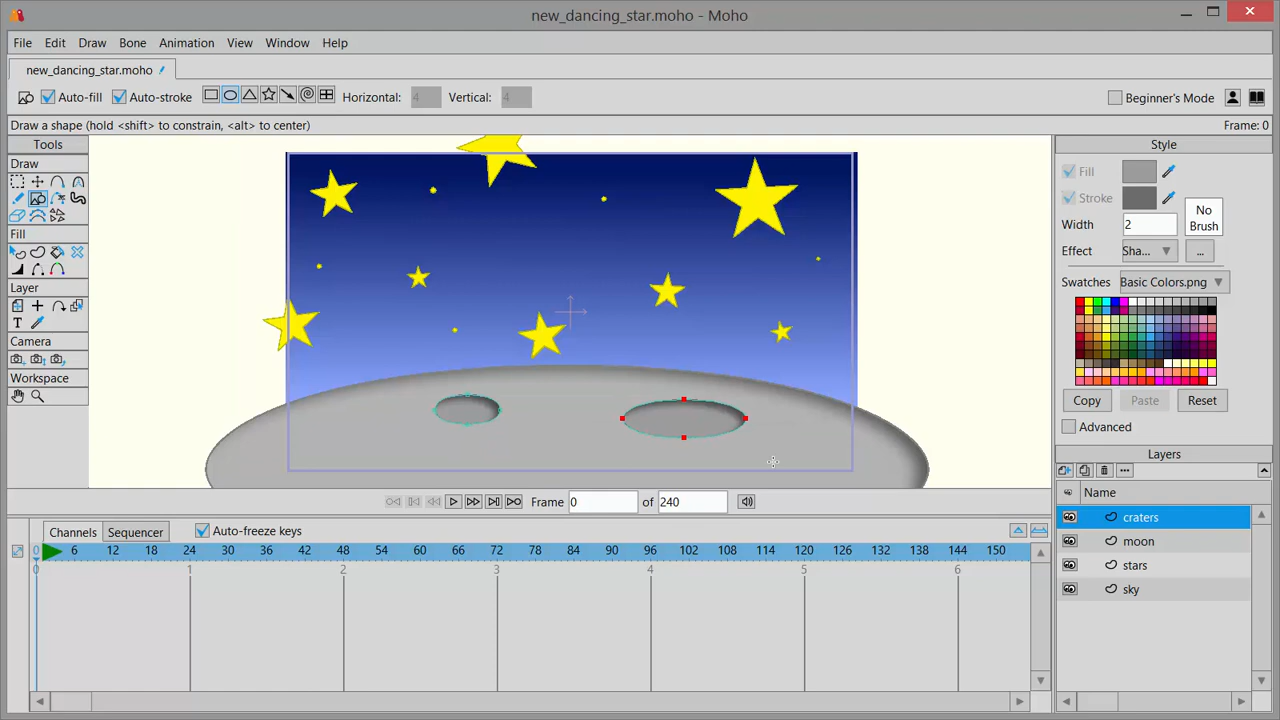 new_dancing_star.moho - Moho
File Edit Draw Bone Animation View Window Help
new_dancing_star.moho
Auto-fill Auto-stroke Horizontal: 4 Vertical: 4 Beginner's Mode
Draw a shape (hold <shift> to constrain, <alt> to center) Frame: 0
Tools
Draw
Fill
Layer
T
Camera
Workspace
Style
Fill
Stroke
No Brush
Width 2
Effect Sha... ...
Swatches Basic Colors.png
Copy Paste Reset
Advanced
Layers
Name
craters
moon
stars
sky
Frame 0 of 240
Channels Sequencer Auto-freeze keys
0 6 12 18 24 30 36 42 48 54 60 66 72 78 84 90 96 102 108 114 120 126 132 138 144 150
0 1 2 3 4 5 6